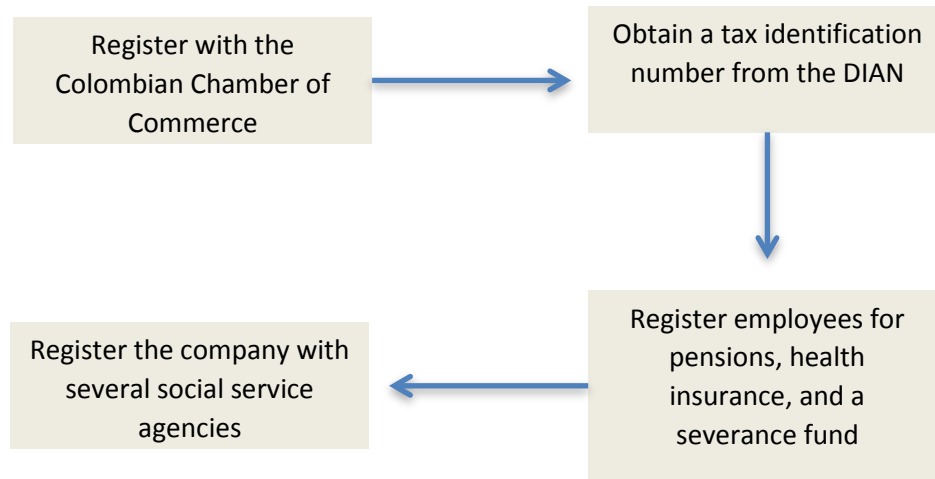 Register with the
Colombian Chamber of
Commerce
Obtain a tax identification
number from the DIAN
Register employees for
pensions, health
insurance, and a
severance fund
Register the company with
several social service
agencies